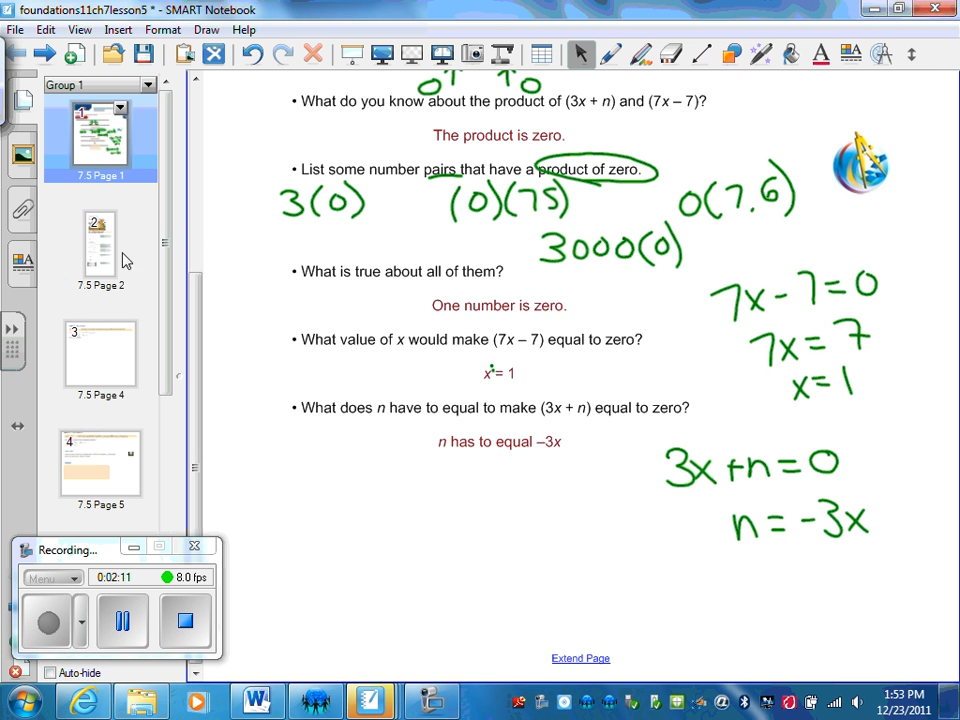 foundations11ch7lesson5 * - SMART Notebook
File Edit View Insert Format Draw Help
Group 1
1
7.5 Page 1
2
7.5 Page 2
3
7.5 Page 4
4
7.5 Page 5
0↑ ↑0
• What do you know about the product of (3x + n) and (7x – 7)?
The product is zero.
• List some number pairs that have a product of zero.
3(0) (0)(75) 0(7.6)
3000(0)
• What is true about all of them?
One number is zero.
7x - 7 = 0
• What value of x would make (7x – 7) equal to zero?
7x = 7
x = 1
x = 1
• What does n have to equal to make (3x + n) equal to zero?
n has to equal –3x
3x + n = 0
n = -3x
Extend Page
Recording...
Menu
0:02:11 8.0 fps
Auto-hide
1:53 PM
12/23/2011